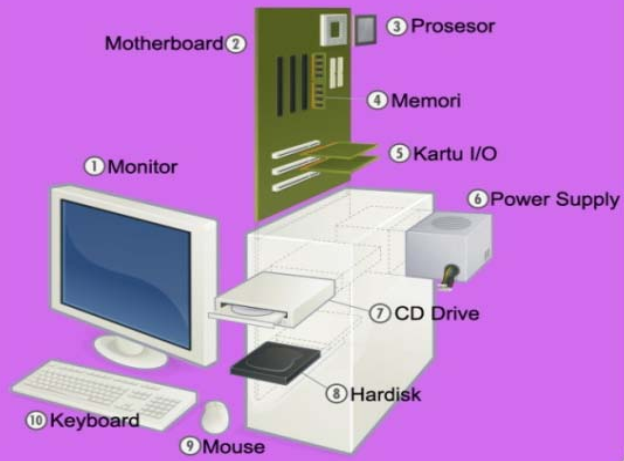 ① Monitor
Motherboard ②
③ Prosesor
④ Memori
⑤ Kartu I/O
⑥ Power Supply
⑦ CD Drive
⑧ Hardisk
⑨ Mouse
⑩ Keyboard